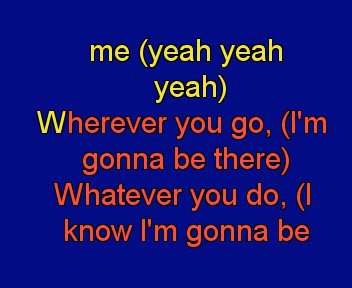 me (yeah yeah
yeah)
Wherever you go, (I'm
gonna be there)
Whatever you do, (I
know I'm gonna be